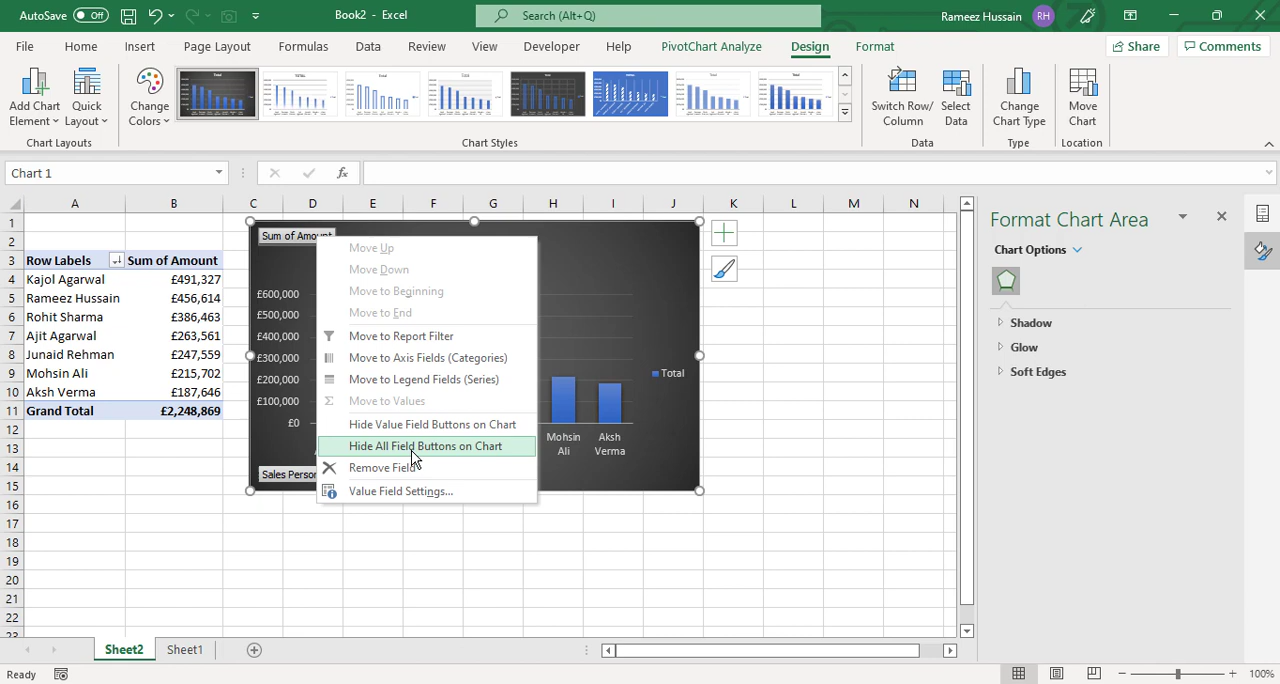 AutoSave Off Book2 - Excel Search (Alt+Q) Rameez Hussain RH
File Home Insert Page Layout Formulas Data Review View Developer Help PivotChart Analyze Design Format Share Comments
Add Chart Element
Quick Layout
Change Colors
Switch Row/ Column
Select Data
Change Chart Type
Move Chart
Chart Layouts Chart Styles Data Type Location
Chart 1 fx
A B C D E F G H I J K L M N
1
2
3 Row Labels Sum of Amount
4 Kajol Agarwal £491,327
5 Rameez Hussain £456,614
6 Rohit Sharma £386,463
7 Ajit Agarwal £263,561
8 Junaid Rehman £247,559
9 Mohsin Ali £215,702
10 Aksh Verma £187,646
11 Grand Total £2,248,869
12
13
14
15
16
17
18
19
20
21
22
23
Sum of Amount
£600,000
£500,000
£400,000
£300,000
£200,000
£100,000
£0
Mohsin Ali
Aksh Verma
Total
Sales Person
Move Up
Move Down
Move to Beginning
Move to End
Move to Report Filter
Move to Axis Fields (Categories)
Move to Legend Fields (Series)
Move to Values
Hide Value Field Buttons on Chart
Hide All Field Buttons on Chart
Remove Field
Value Field Settings...
Format Chart Area
Chart Options
Shadow
Glow
Soft Edges
Sheet2 Sheet1
Ready 100%